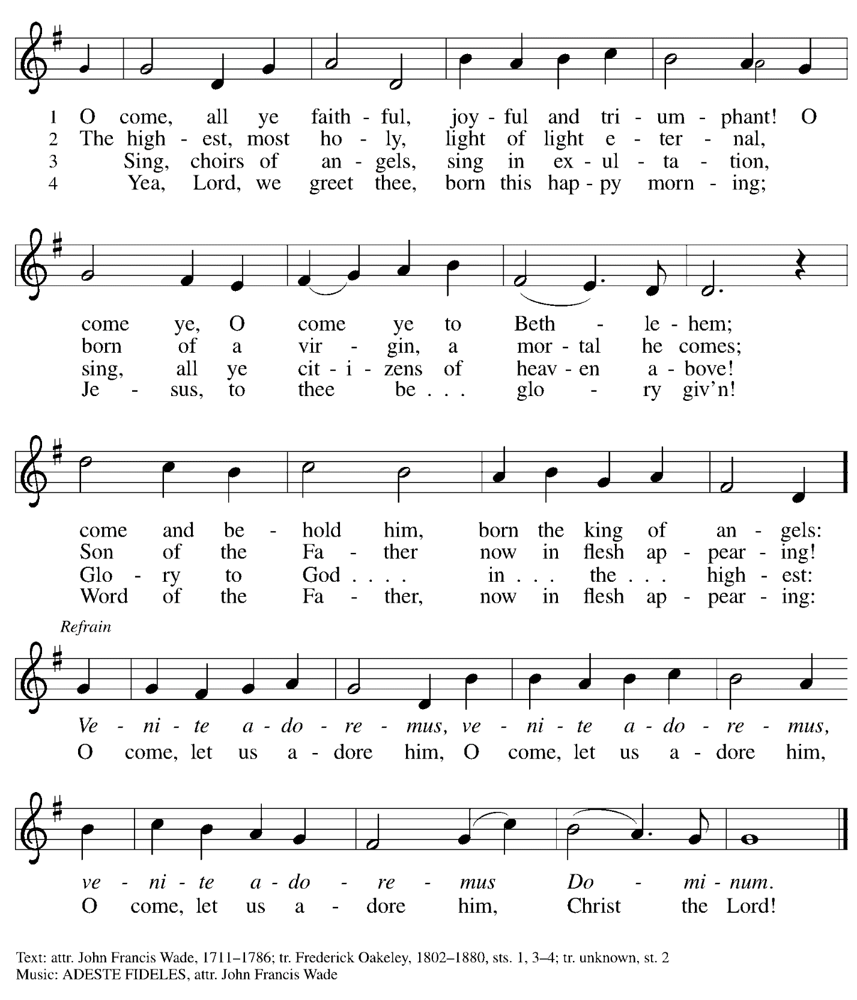 1 O come, all ye faith - ful, joy - ful and tri - um - phant! O
2 The high - est, most ho - ly, light of light e - ter - nal,
3 Sing, choirs of an - gels, sing in ex - ul - ta - tion,
4 Yea, Lord, we greet thee, born this hap - py morn - ing;
come ye, O come ye to Beth - le - hem;
born of a vir - gin, a mor - tal he comes;
sing, all ye cit - i - zens of heav - en a - bove!
Je - sus, to thee be . . . glo - ry giv'n!
come and be - hold him, born the king of an - gels:
Son of the Fa - ther now in flesh ap - pear - ing!
Glo - ry to God . . . . in . . . the . . . high - est:
Word of the Fa - ther, now in flesh ap - pear - ing:
Refrain
Ve - ni - te a - do - re - mus, ve - ni - te a - do - re - mus,
O come, let us a - dore him, O come, let us a - dore him,
ve - ni - te a - do - re - mus Do - mi - num.
O come, let us a - dore him, Christ the Lord!
Text: attr. John Francis Wade, 1711–1786; tr. Frederick Oakeley, 1802–1880, sts. 1, 3–4; tr. unknown, st. 2
Music: ADESTE FIDELES, attr. John Francis Wade